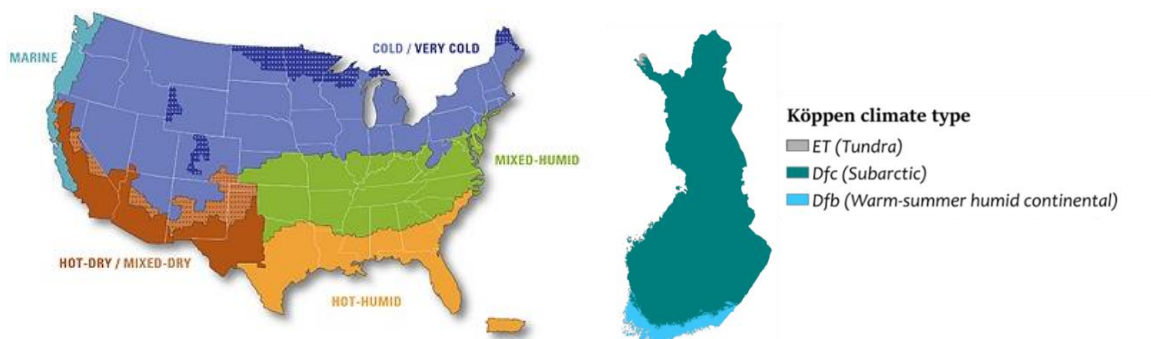 MARINE
COLD / VERY COLD
MIXED-HUMID
HOT-DRY / MIXED-DRY
HOT-HUMID
Köppen climate type
ET (Tundra)
Dfc (Subarctic)
Dfb (Warm-summer humid continental)